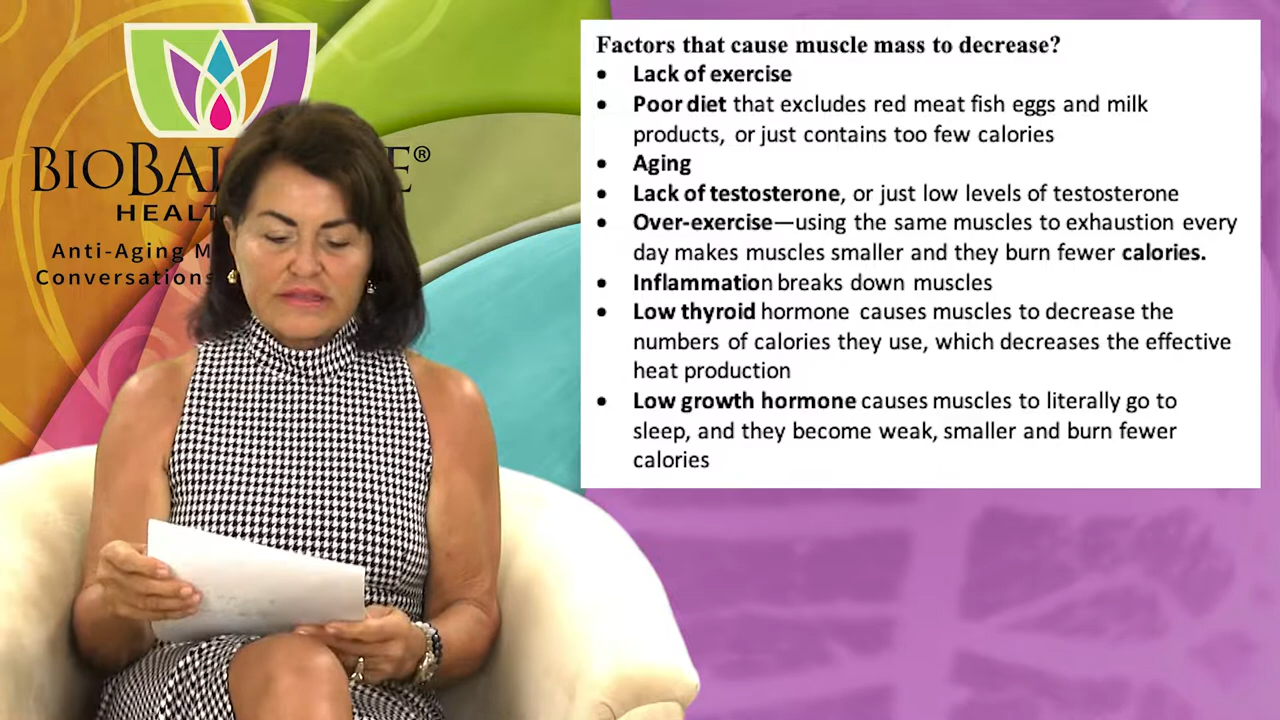 BIOBAL E®
HEALT
Anti-Aging M
Conversations
Factors that cause muscle mass to decrease?
• Lack of exercise
• Poor diet that excludes red meat fish eggs and milk
products, or just contains too few calories
• Aging
• Lack of testosterone, or just low levels of testosterone
• Over-exercise—using the same muscles to exhaustion every
day makes muscles smaller and they burn fewer calories.
• Inflammation breaks down muscles
• Low thyroid hormone causes muscles to decrease the
numbers of calories they use, which decreases the effective
heat production
• Low growth hormone causes muscles to literally go to
sleep, and they become weak, smaller and burn fewer
calories